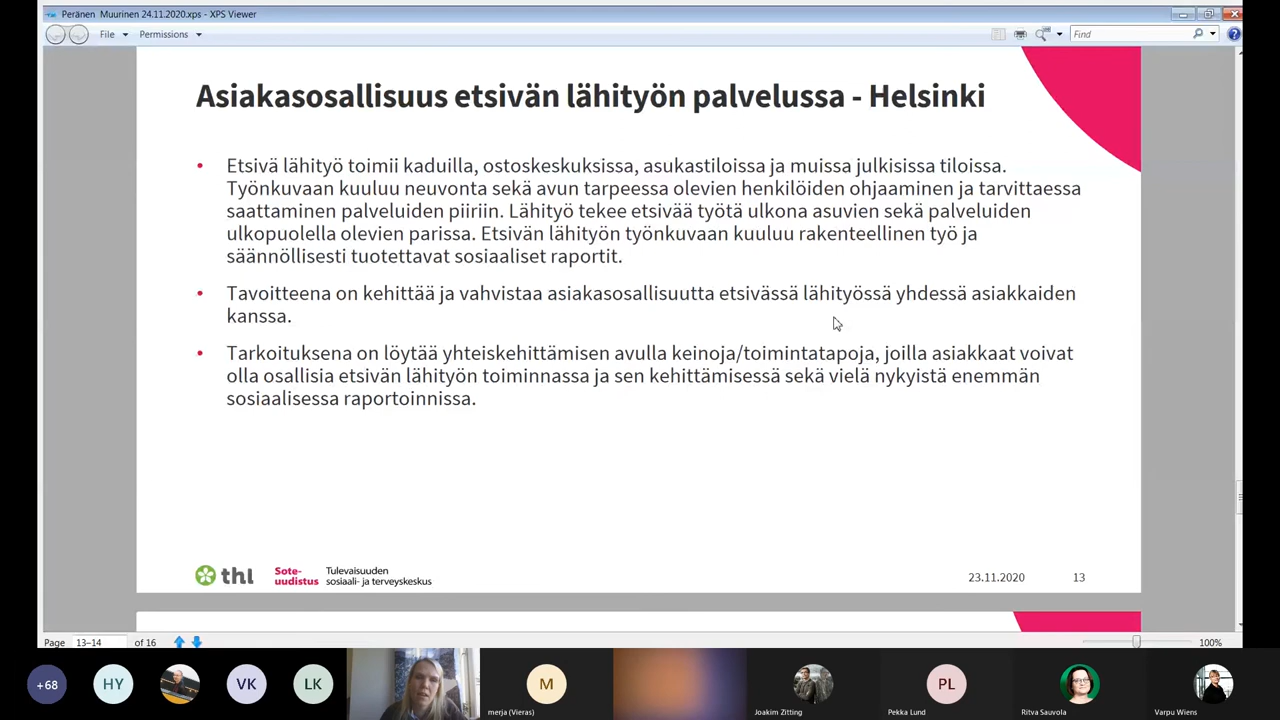 Peränen Muurinen 24.11.2020.xps - XPS Viewer
File Permissions Find
Asiakasosallisuus etsivän lähityön palvelussa - Helsinki
• Etsivä lähityö toimii kaduilla, ostoskeskuksissa, asukastiloissa ja muissa julkisissa tiloissa.
Työnkuvaan kuuluu neuvonta sekä avun tarpeessa olevien henkilöiden ohjaaminen ja tarvittaessa
saattaminen palveluiden piiriin. Lähityö tekee etsivää työtä ulkona asuvien sekä palveluiden
ulkopuolella olevien parissa. Etsivän lähityön työnkuvaan kuuluu rakenteellinen työ ja
säännöllisesti tuotettavat sosiaaliset raportit.
• Tavoitteena on kehittää ja vahvistaa asiakasosallisuutta etsivässä lähityössä yhdessä asiakkaiden
kanssa.
• Tarkoituksena on löytää yhteiskehittämisen avulla keinoja/toimintatapoja, joilla asiakkaat voivat
olla osallisia etsivän lähityön toiminnassa ja sen kehittämisessä sekä vielä nykyistä enemmän
sosiaalisessa raportoinnissa.
thl
Sote-
uudistus
Tulevaisuuden
sosiaali- ja terveyskeskus
23.11.2020 13
Page 13–14 of 16 100%
+68 HY VK LK M PL
merja (Vieras) Joakim Zitting Pekka Lund Ritva Sauvola Varpu Wiens